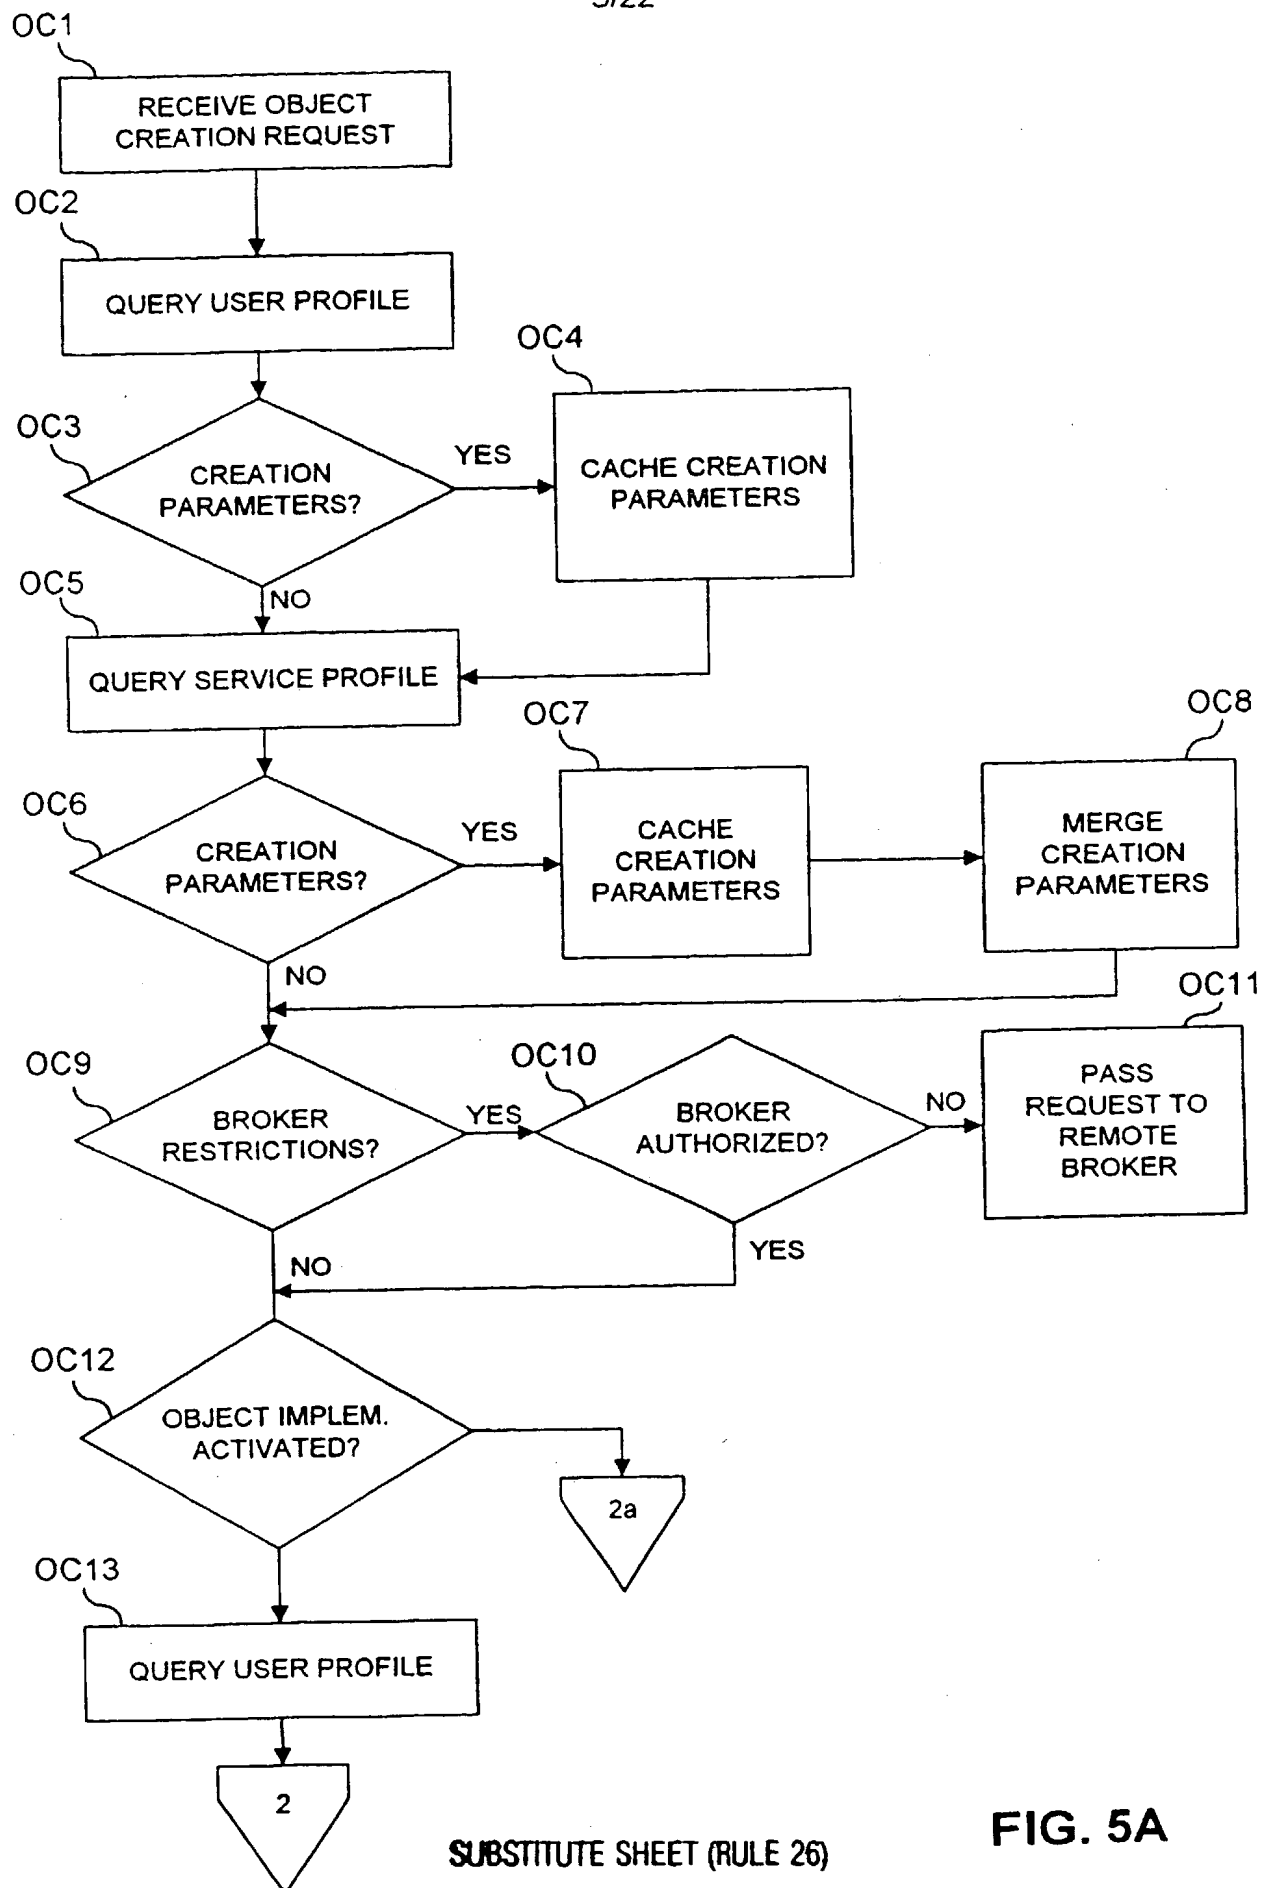 OC1
RECEIVE OBJECT
CREATION REQUEST
OC2
QUERY USER PROFILE
OC3
CREATION
PARAMETERS?
YES
OC4
CACHE CREATION
PARAMETERS
NO
OC5
QUERY SERVICE PROFILE
OC6
CREATION
PARAMETERS?
YES
OC7
CACHE
CREATION
PARAMETERS
OC8
MERGE
CREATION
PARAMETERS
NO
OC9
BROKER
RESTRICTIONS?
YES
OC10
BROKER
AUTHORIZED?
NO
OC11
PASS
REQUEST TO
REMOTE
BROKER
YES
NO
OC12
OBJECT IMPLEM.
ACTIVATED?
2a
OC13
QUERY USER PROFILE
2
SUBSTITUTE SHEET (RULE 26)
FIG. 5A